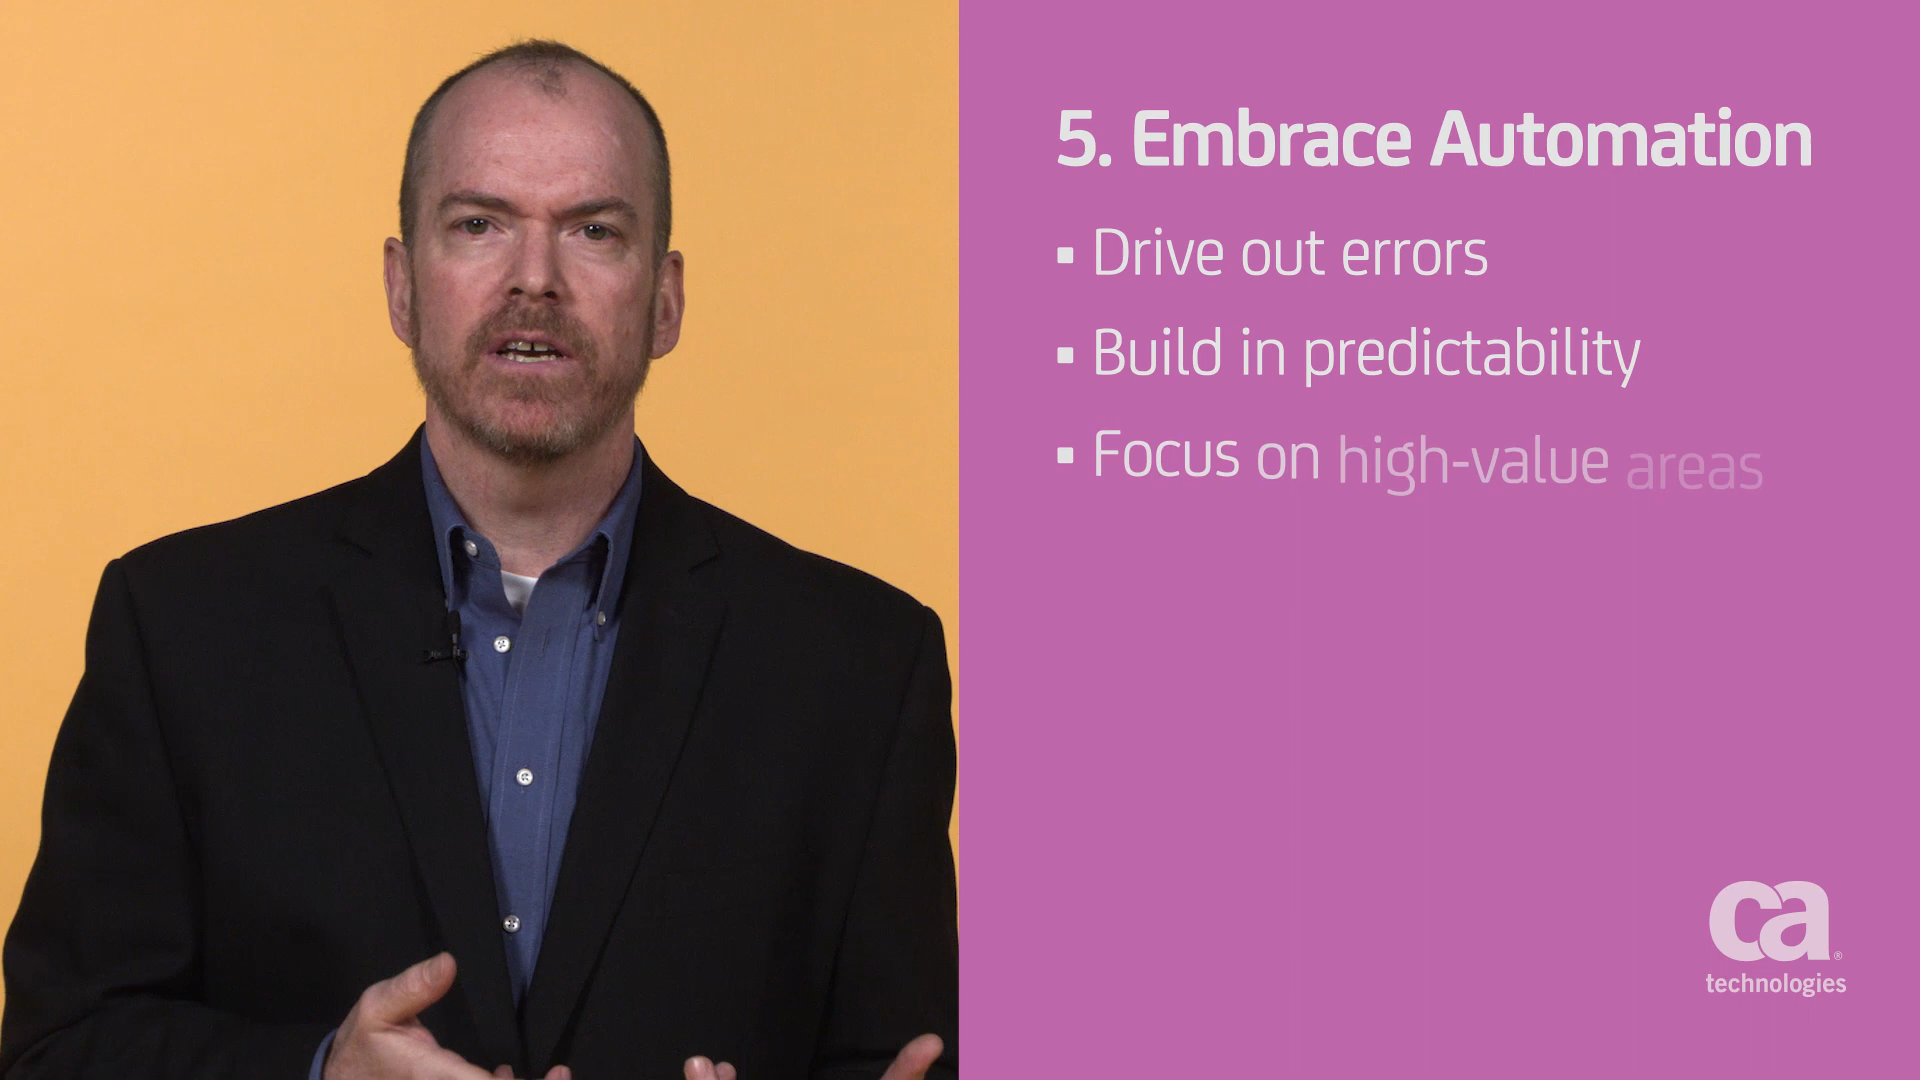 5. Embrace Automation
▪ Drive out errors
▪ Build in predictability
▪ Focus on high-value areas
ca®
technologies